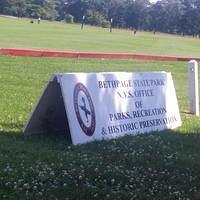 BETHPAGE STATE PARK
N.Y.S. OFFICE
OF
PARKS, RECREATION
& HISTORIC PRESERVATION